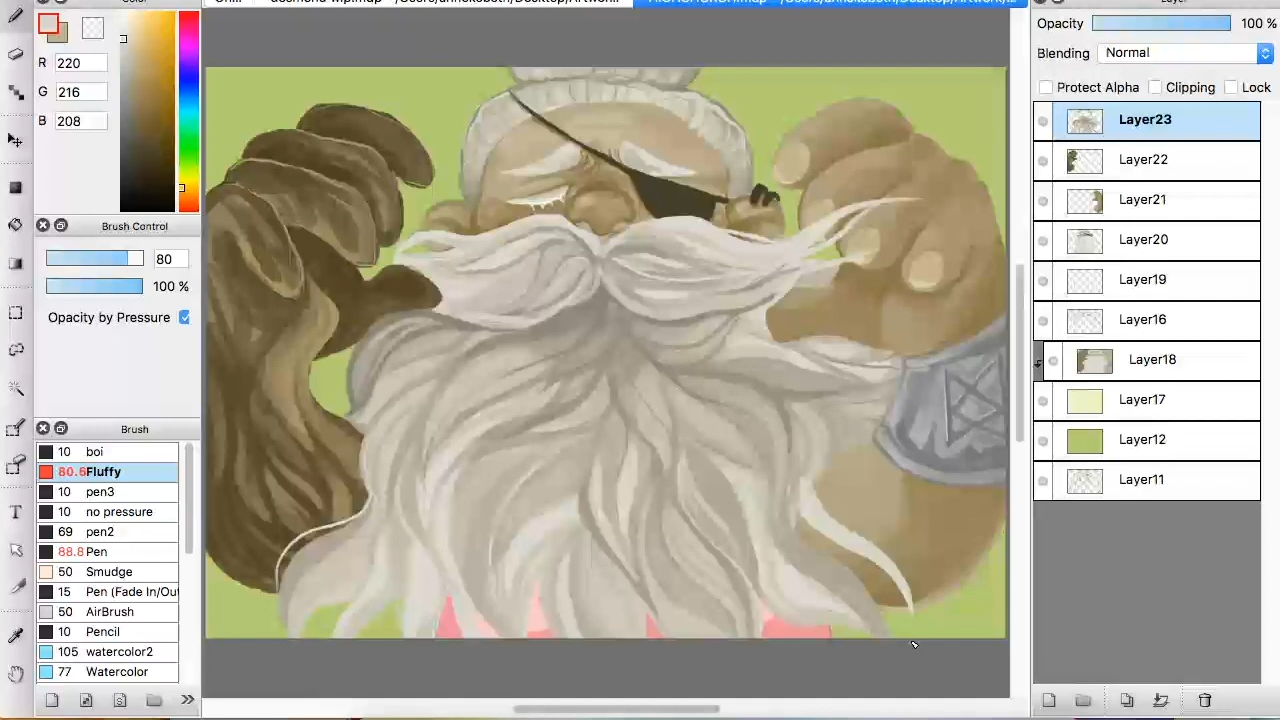 Opacity 100 %
Blending Normal
Protect Alpha Clipping Lock
R 220
G 216
B 208
Brush Control
80
100 %
Opacity by Pressure
Brush
10 boi
80.6 Fluffy
10 pen3
10 no pressure
69 pen2
88.8 Pen
50 Smudge
15 Pen (Fade In/Out
50 AirBrush
10 Pencil
105 watercolor2
77 Watercolor
Layer23
Layer22
Layer21
Layer20
Layer19
Layer16
Layer18
Layer17
Layer12
Layer11